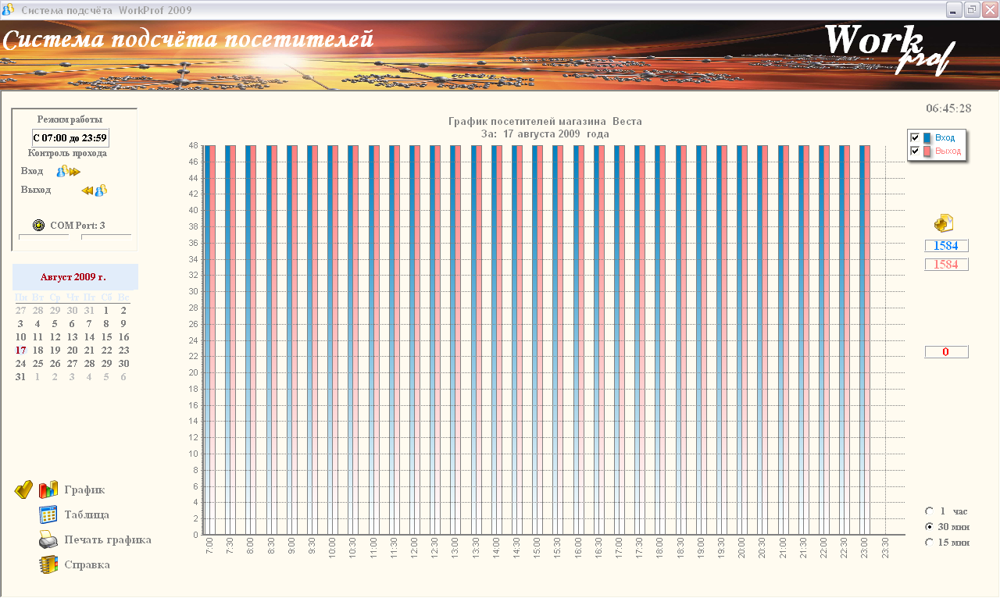 Система подсчёта WorkProf 2009
Система подсчёта посетителей
Work
prof
06:45:28
Режим работы
С 07:00 до 23:59
Контроль прохода
Вход
Выход
COM Port: 3
Август 2009 г.
Пн Вт Ср Чт Пт Сб Вс
27 28 29 30 31 1 2
3 4 5 6 7 8 9
10 11 12 13 14 15 16
17 18 19 20 21 22 23
24 25 26 27 28 29 30
31 1 2 3 4 5 6
График
Таблица
Печать графика
Справка
График посетителей магазина Веста
За: 17 августа 2009 года
48
46
44
42
40
38
36
34
32
30
28
26
24
22
20
18
16
14
12
10
8
6
4
2
0
7:00 7:30 8:00 8:30 9:00 9:30 10:00 10:30 11:00 11:30 12:00 12:30 13:00 13:30 14:00 14:30 15:00 15:30 16:00 16:30 17:00 17:30 18:00 18:30 19:00 19:30 20:00 20:30 21:00 21:30 22:00 22:30 23:00 23:30
Вход
Выход
1584
1584
0
1 час
30 мин
15 мин